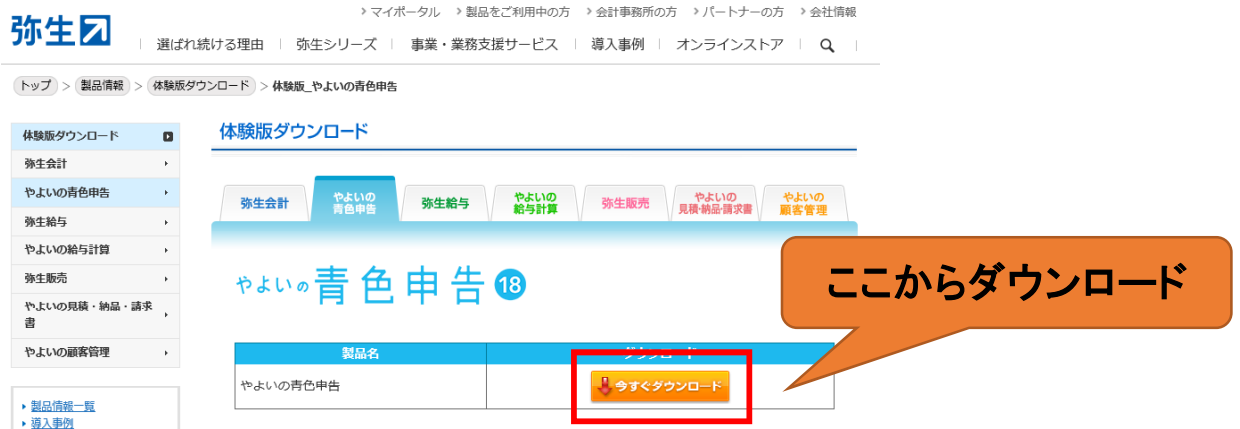 > マイポータル > 製品をご利用中の方 > 会計事務所の方 > パートナーの方 > 会社情報
弥生
選ばれ続ける理由 | 弥生シリーズ | 事業・業務支援サービス | 導入事例 | オンラインストア
トップ > 製品情報 > 体験版ダウンロード > 体験版_やよいの青色申告
体験版ダウンロード
弥生会計
やよいの青色申告
弥生給与
やよいの給与計算
弥生販売
やよいの見積・納品・請求
書
やよいの顧客管理
製品情報一覧
導入事例
体験版ダウンロード
弥生会計
やよいの
青色申告
弥生給与
やよいの
給与計算
弥生販売
やよいの
見積・納品・請求書
やよいの
顧客管理
やよいの青色申告 18
ここからダウンロード
製品名 ダウンロード
やよいの青色申告 今すぐダウンロード